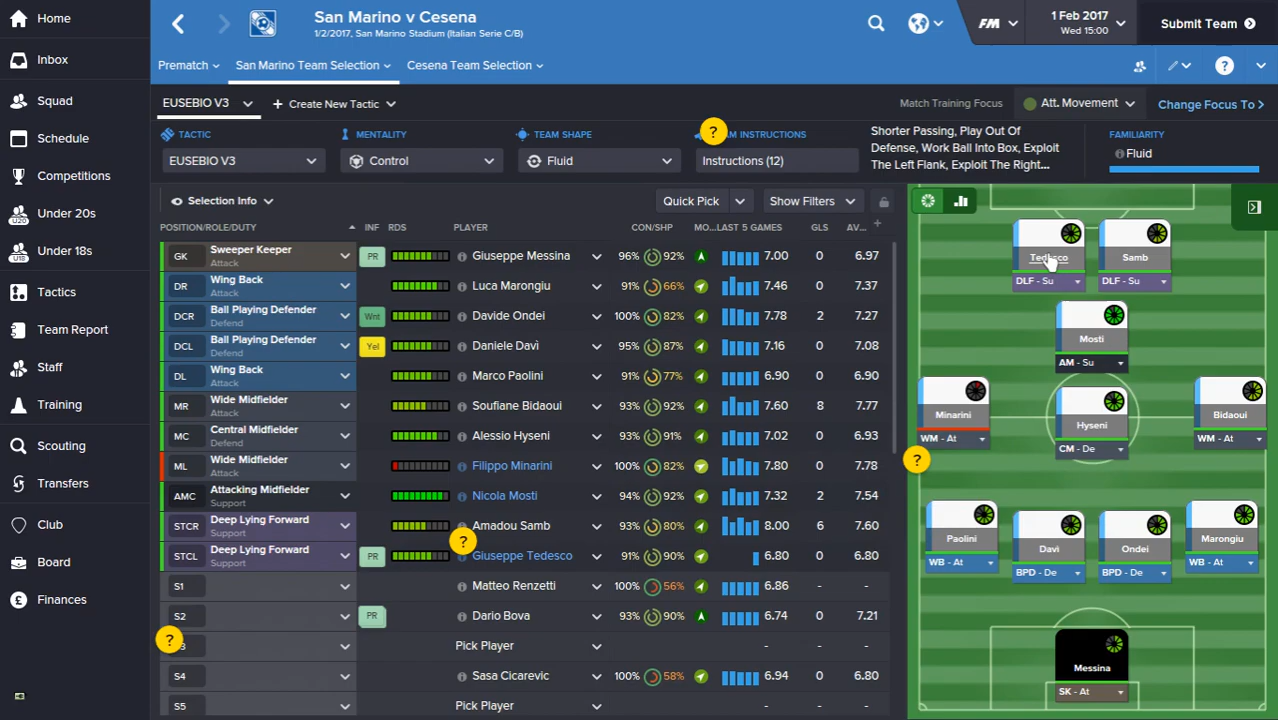 Home
San Marino v Cesena
1/2/2017, San Marino Stadium (Italian Serie C/B)
FM
1 Feb 2017
Wed 15:00
Submit Team
Inbox
Prematch
San Marino Team Selection
Cesena Team Selection
?
Squad
EUSEBIO V3
+ Create New Tactic
Match Training Focus
Att. Movement
Change Focus To >
Schedule
TACTIC
MENTALITY
TEAM SHAPE
?
AM INSTRUCTIONS
Shorter Passing, Play Out Of
Defense, Work Ball Into Box, Exploit
The Left Flank, Exploit The Right...
FAMILIARITY
EUSEBIO V3
Control
Fluid
Instructions (12)
Fluid
Competitions
Under 20s
U20
Under 18s
U18
Tactics
Team Report
Staff
Training
Scouting
Transfers
Club
Board
Finances
Selection Info
Quick Pick
Show Filters
POSITION/ROLE/DUTY INF RDS PLAYER CON/SHP MO... LAST 5 GAMES GLS AV... +
GK Sweeper Keeper Attack PR Giuseppe Messina 96% 92% 7.00 0 6.97
DR Wing Back Attack Luca Marongiu 91% 66% 7.46 0 7.37
DCR Ball Playing Defender Defend Wnt Davide Ondei 100% 82% 7.78 2 7.27
DCL Ball Playing Defender Defend Yel Daniele Davì 95% 87% 7.16 0 7.08
DL Wing Back Attack Marco Paolini 91% 77% 6.90 0 6.90
MR Wide Midfielder Attack Soufiane Bidaoui 93% 92% 7.60 8 7.77
MC Central Midfielder Defend Alessio Hyseni 93% 91% 7.02 0 6.93
ML Wide Midfielder Attack Filippo Minarini 100% 82% 7.80 0 7.78
AMC Attacking Midfielder Support Nicola Mosti 94% 92% 7.32 2 7.54
STCR Deep Lying Forward Support Amadou Samb 93% 80% 8.00 6 7.60
?
STCL Deep Lying Forward Support PR Giuseppe Tedesco 91% 90% 6.80 0 6.80
S1 Matteo Renzetti 100% 56% 6.86 - -
S2 PR Dario Bova 93% 90% 6.74 0 7.21
? 3 Pick Player - - -
S4 Sasa Cicarevic 100% 58% 6.94 0 6.80
S5 Pick Player - - -
Tedesco
Samb
DLF - Su
DLF - Su
Mosti
AM - Su
Minarini
Hyseni
Bidaoui
WM - At
CM - De
WM - At
?
Paolini
Davì
Ondei
Marongiu
WB - At
BPD - De
BPD - De
WB - At
Messina
SK - At